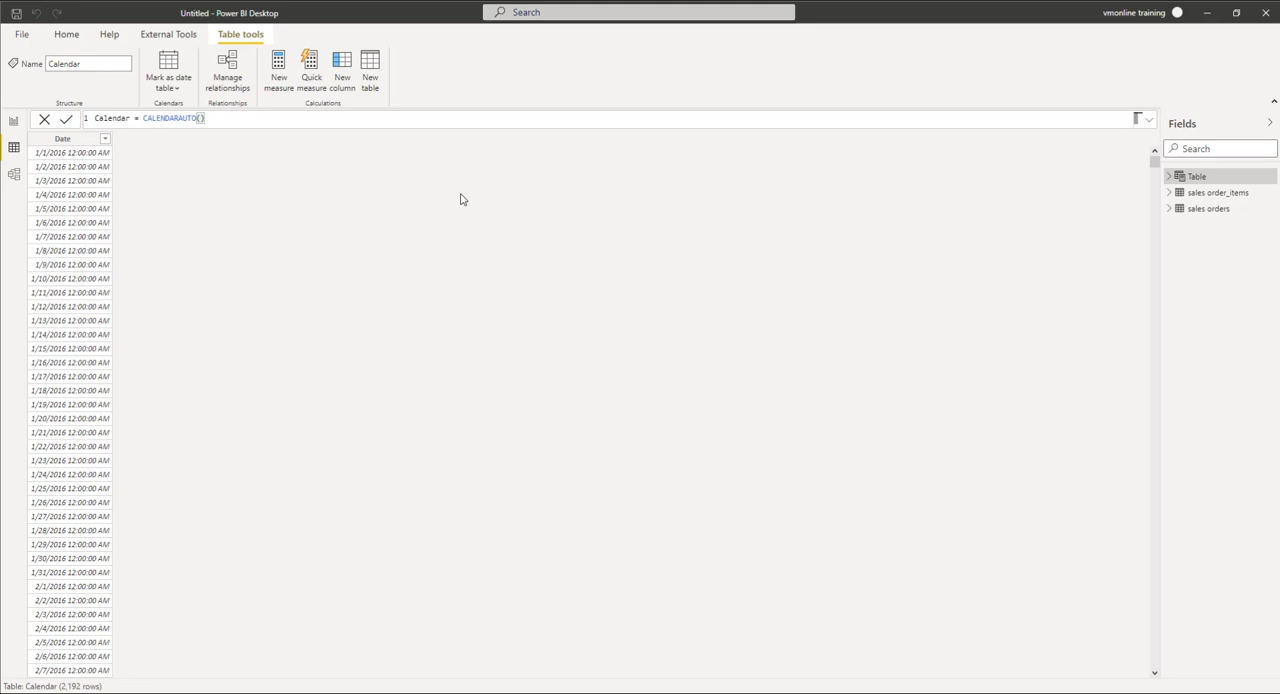 Untitled - Power BI Desktop
Search
vmonline training
File Home Help External Tools Table tools
Name Calendar
Mark as date table
Manage relationships
New measure
Quick measure
New column
New table
Structure Calendars Relationships Calculations
1 Calendar = CALENDARAUTO()
Fields
Search
Table
sales order_items
sales orders
Date
1/1/2016 12:00:00 AM
1/2/2016 12:00:00 AM
1/3/2016 12:00:00 AM
1/4/2016 12:00:00 AM
1/5/2016 12:00:00 AM
1/6/2016 12:00:00 AM
1/7/2016 12:00:00 AM
1/8/2016 12:00:00 AM
1/9/2016 12:00:00 AM
1/10/2016 12:00:00 AM
1/11/2016 12:00:00 AM
1/12/2016 12:00:00 AM
1/13/2016 12:00:00 AM
1/14/2016 12:00:00 AM
1/15/2016 12:00:00 AM
1/16/2016 12:00:00 AM
1/17/2016 12:00:00 AM
1/18/2016 12:00:00 AM
1/19/2016 12:00:00 AM
1/20/2016 12:00:00 AM
1/21/2016 12:00:00 AM
1/22/2016 12:00:00 AM
1/23/2016 12:00:00 AM
1/24/2016 12:00:00 AM
1/25/2016 12:00:00 AM
1/26/2016 12:00:00 AM
1/27/2016 12:00:00 AM
1/28/2016 12:00:00 AM
1/29/2016 12:00:00 AM
1/30/2016 12:00:00 AM
1/31/2016 12:00:00 AM
2/1/2016 12:00:00 AM
2/2/2016 12:00:00 AM
2/3/2016 12:00:00 AM
2/4/2016 12:00:00 AM
2/5/2016 12:00:00 AM
2/6/2016 12:00:00 AM
2/7/2016 12:00:00 AM
Table: Calendar (2,192 rows)